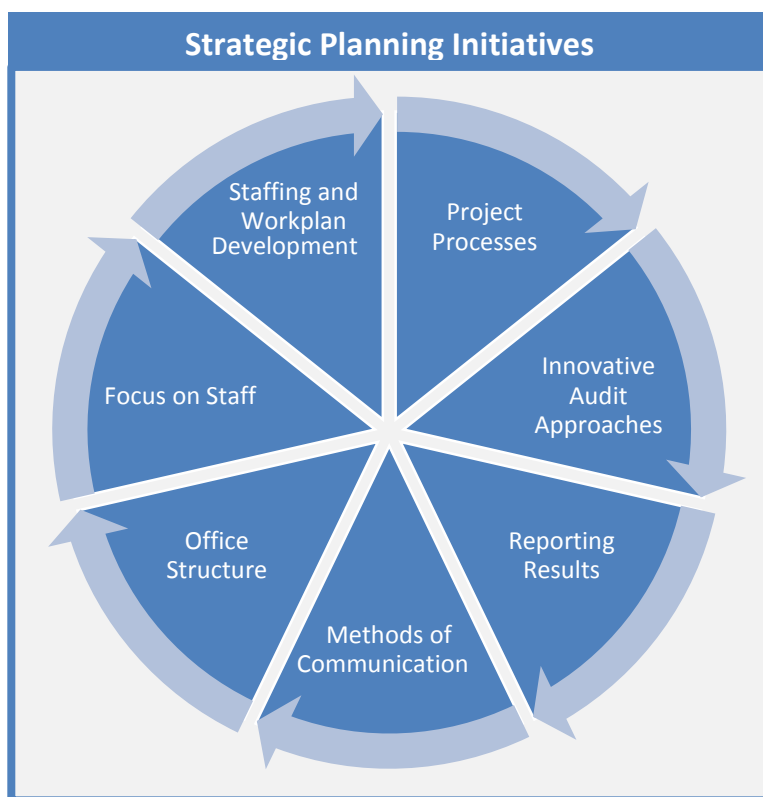 Strategic Planning Initiatives
Staffing and
Workplan
Development
Project
Processes
Innovative
Audit
Approaches
Reporting
Results
Methods of
Communication
Office
Structure
Focus on Staff